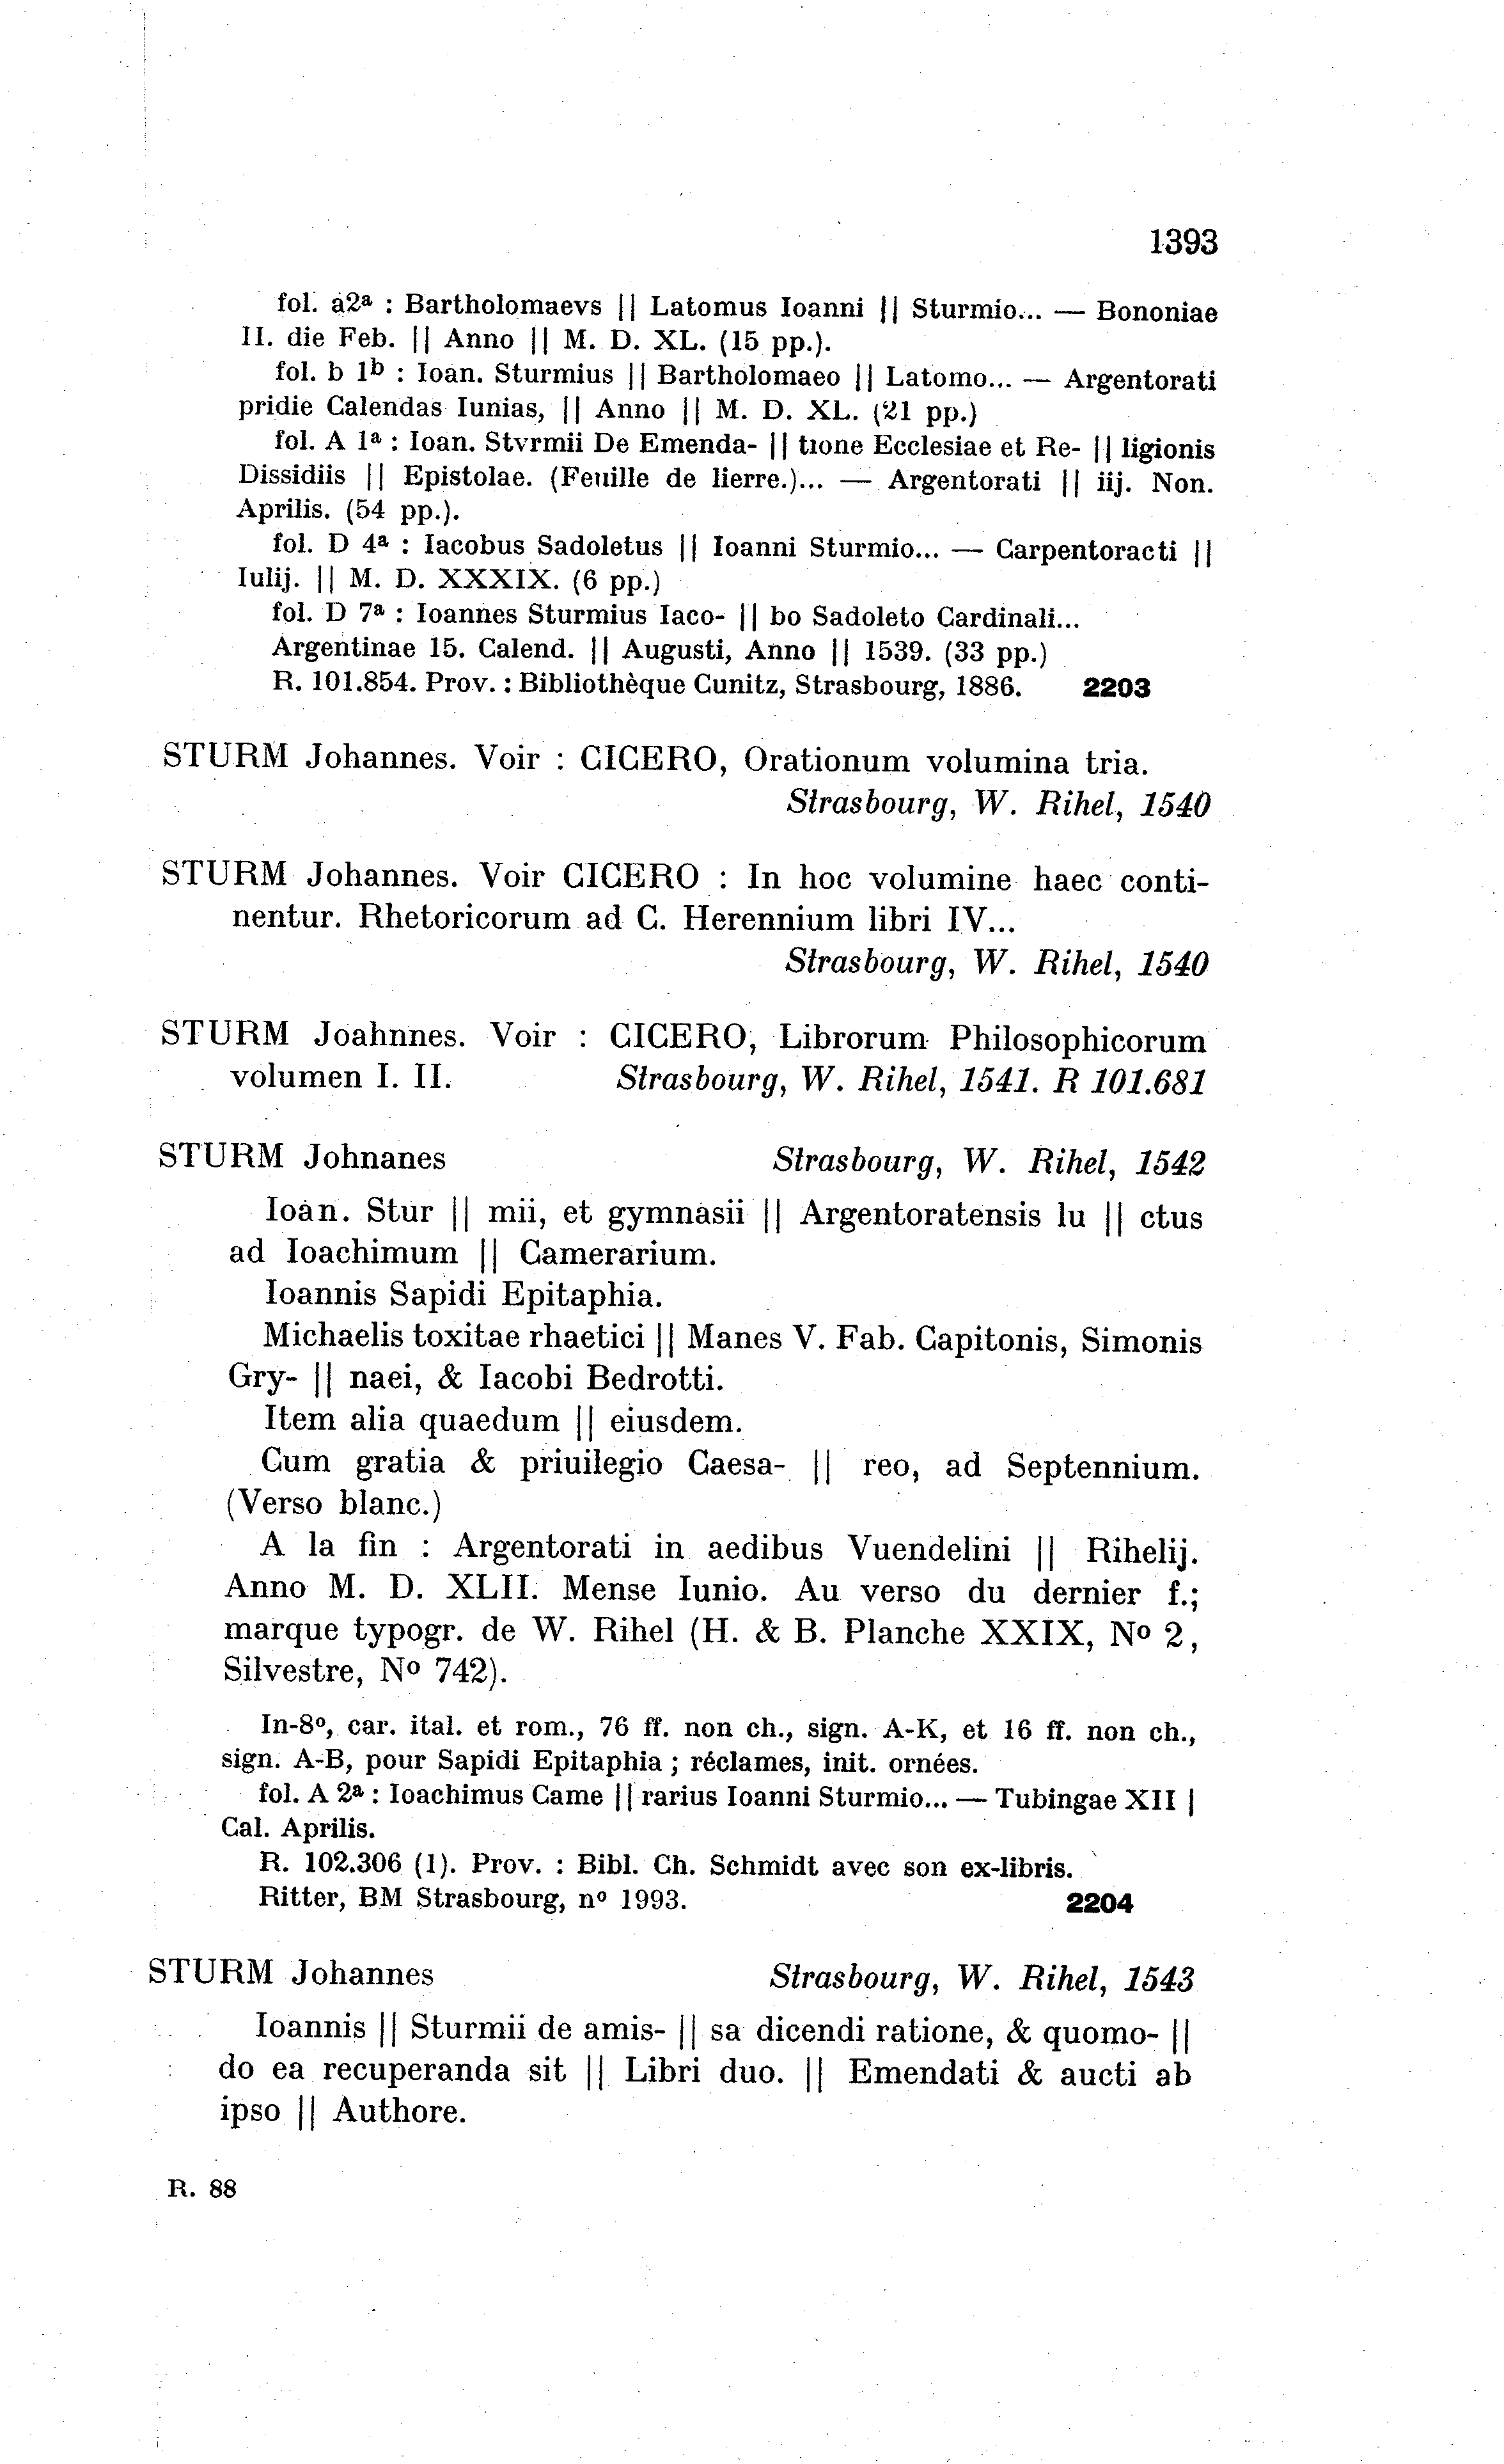 1393
fol. a2a : Bartholomaevs || Latomus Ioanni || Sturmio... — Bononiae
II. die Feb. || Anno || M. D. XL. (15 pp.).
fol. b 1b : Ioan. Sturmius || Bartholomaeo || Latomo... — Argentorati
pridie Calendas Iunias, || Anno || M. D. XL. (21 pp.)
fol. A 1a : Ioan. Stvrmii De Emenda- || tione Ecclesiae et Re- || ligionis
Dissidiis || Epistolae. (Feuille de lierre.)... — Argentorati || iij. Non.
Aprilis. (54 pp.).
fol. D 4a : Iacobus Sadoletus || Ioanni Sturmio... — Carpentoracti ||
Iulij. || M. D. XXXIX. (6 pp.)
fol. D 7a : Ioannes Sturmius Iaco- || bo Sadoleto Cardinali...
Argentinae 15. Calend. || Augusti, Anno || 1539. (33 pp.)
R. 101.854. Prov. : Bibliothèque Cunitz, Strasbourg, 1886. 2203
STURM Johannes. Voir : CICERO, Orationum volumina tria.
Strasbourg, W. Rihel, 1540
STURM Johannes. Voir CICERO : In hoc volumine haec conti-
nentur. Rhetoricorum ad C. Herennium libri IV...
Strasbourg, W. Rihel, 1540
STURM Joahnnes. Voir : CICERO, Librorum Philosophicorum
volumen I. II. Strasbourg, W. Rihel, 1541. R 101.681
STURM Johnanes Strasbourg, W. Rihel, 1542
Ioan. Stur || mii, et gymnasii || Argentoratensis lu || ctus
ad Ioachimum || Camerarium.
Ioannis Sapidi Epitaphia.
Michaelis toxitae rhaetici || Manes V. Fab. Capitonis, Simonis
Gry- || naei, & Iacobi Bedrotti.
Item alia quaedum || eiusdem.
Cum gratia & priuilegio Caesa- || reo, ad Septennium.
(Verso blanc.)
A la fin : Argentorati in aedibus Vuendelini || Rihelij.
Anno M. D. XLII. Mense Iunio. Au verso du dernier f.;
marque typogr. de W. Rihel (H. & B. Planche XXIX, No 2,
Silvestre, No 742).
In-8o, car. ital. et rom., 76 ff. non ch., sign. A-K, et 16 ff. non ch.,
sign. A-B, pour Sapidi Epitaphia ; réclames, init. ornées.
fol. A 2a : Ioachimus Came || rarius Ioanni Sturmio... — Tubingae XII |
Cal. Aprilis.
R. 102.306 (1). Prov. : Bibl. Ch. Schmidt avec son ex-libris.
Ritter, BM Strasbourg, no 1993. 2204
STURM Johannes Strasbourg, W. Rihel, 1543
Ioannis || Sturmii de amis- || sa dicendi ratione, & quomo- ||
do ea recuperanda sit || Libri duo. || Emendati & aucti ab
ipso || Authore.
R. 88